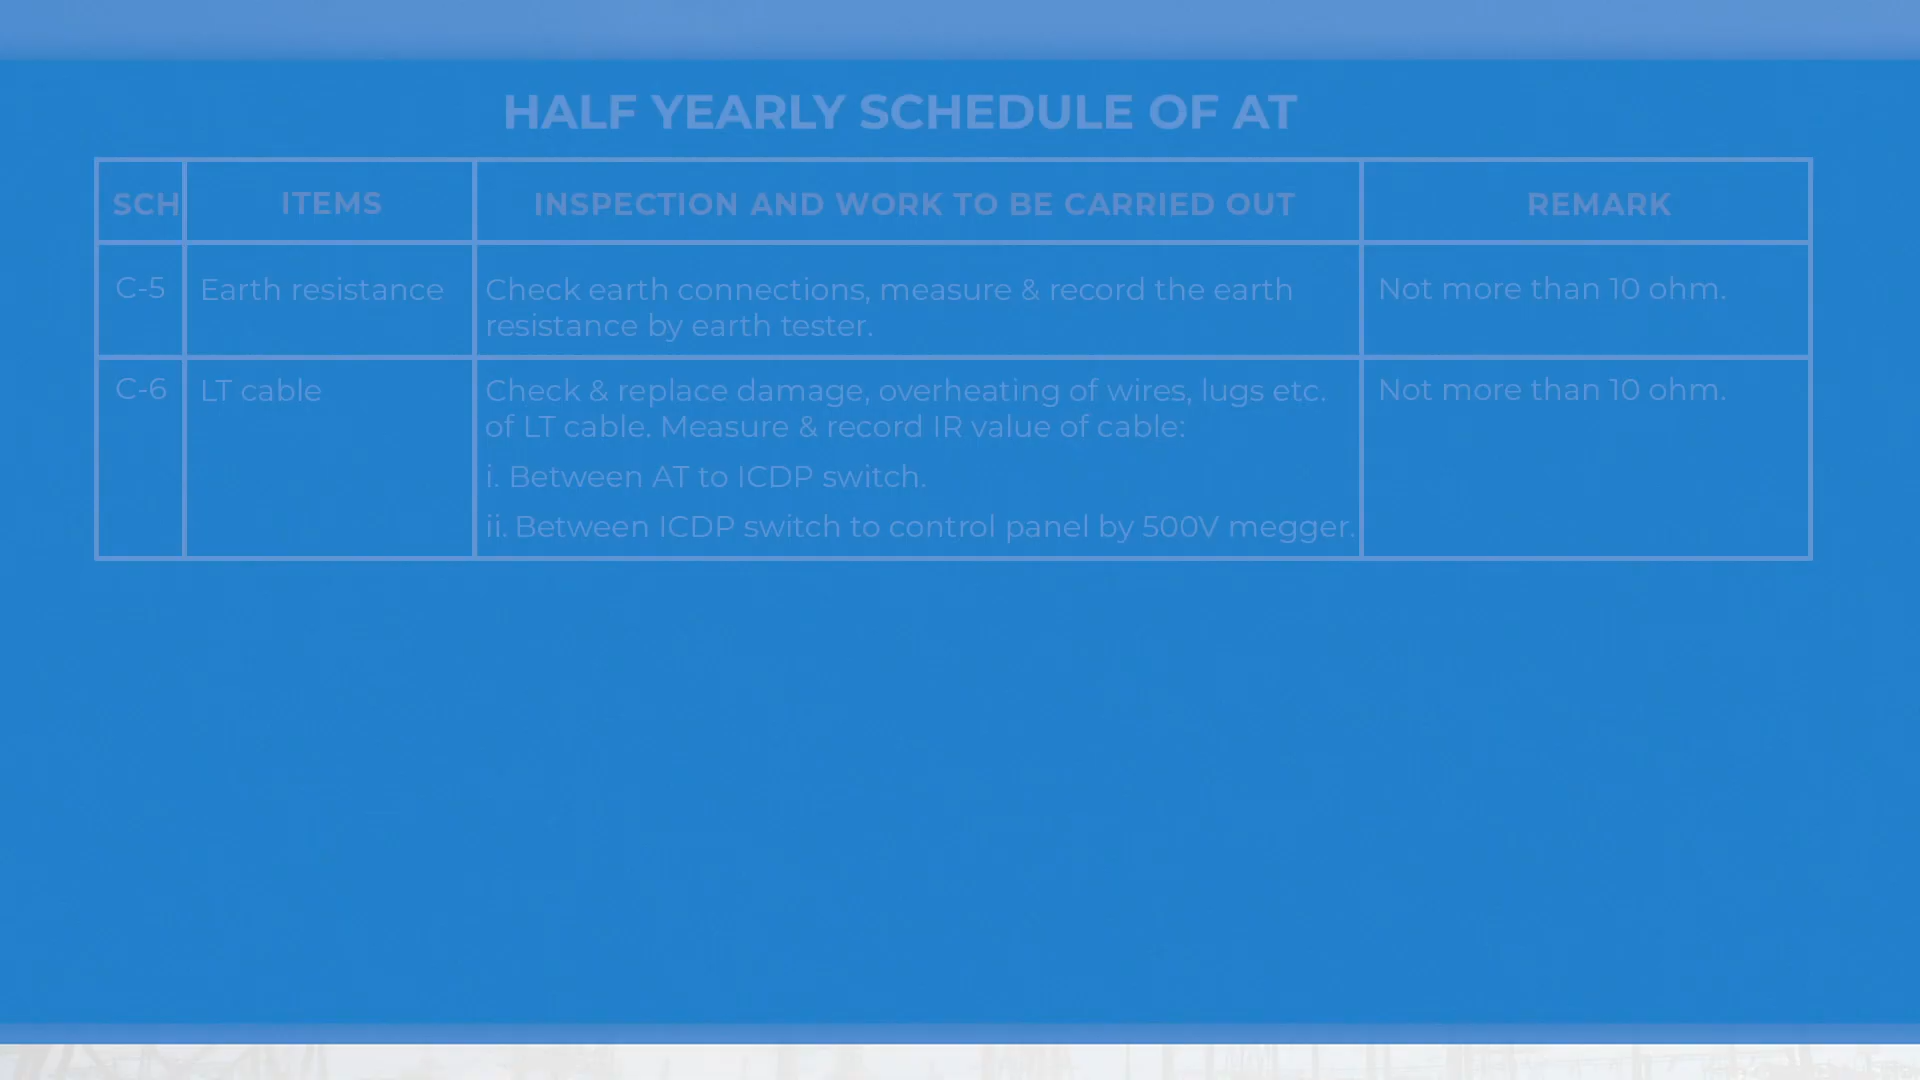 HALF YEARLY SCHEDULE OF AT
SCH ITEMS INSPECTION AND WORK TO BE CARRIED OUT REMARK
C-5 Earth resistance Check earth connections, measure & record the earth Not more than 10 ohm.
resistance by earth tester.
C-6 LT cable Check & replace damage, overheating of wires, lugs etc. Not more than 10 ohm.
of LT cable. Measure & record IR value of cable:
i. Between AT to ICDP switch.
ii. Between ICDP switch to control panel by 500V megger.